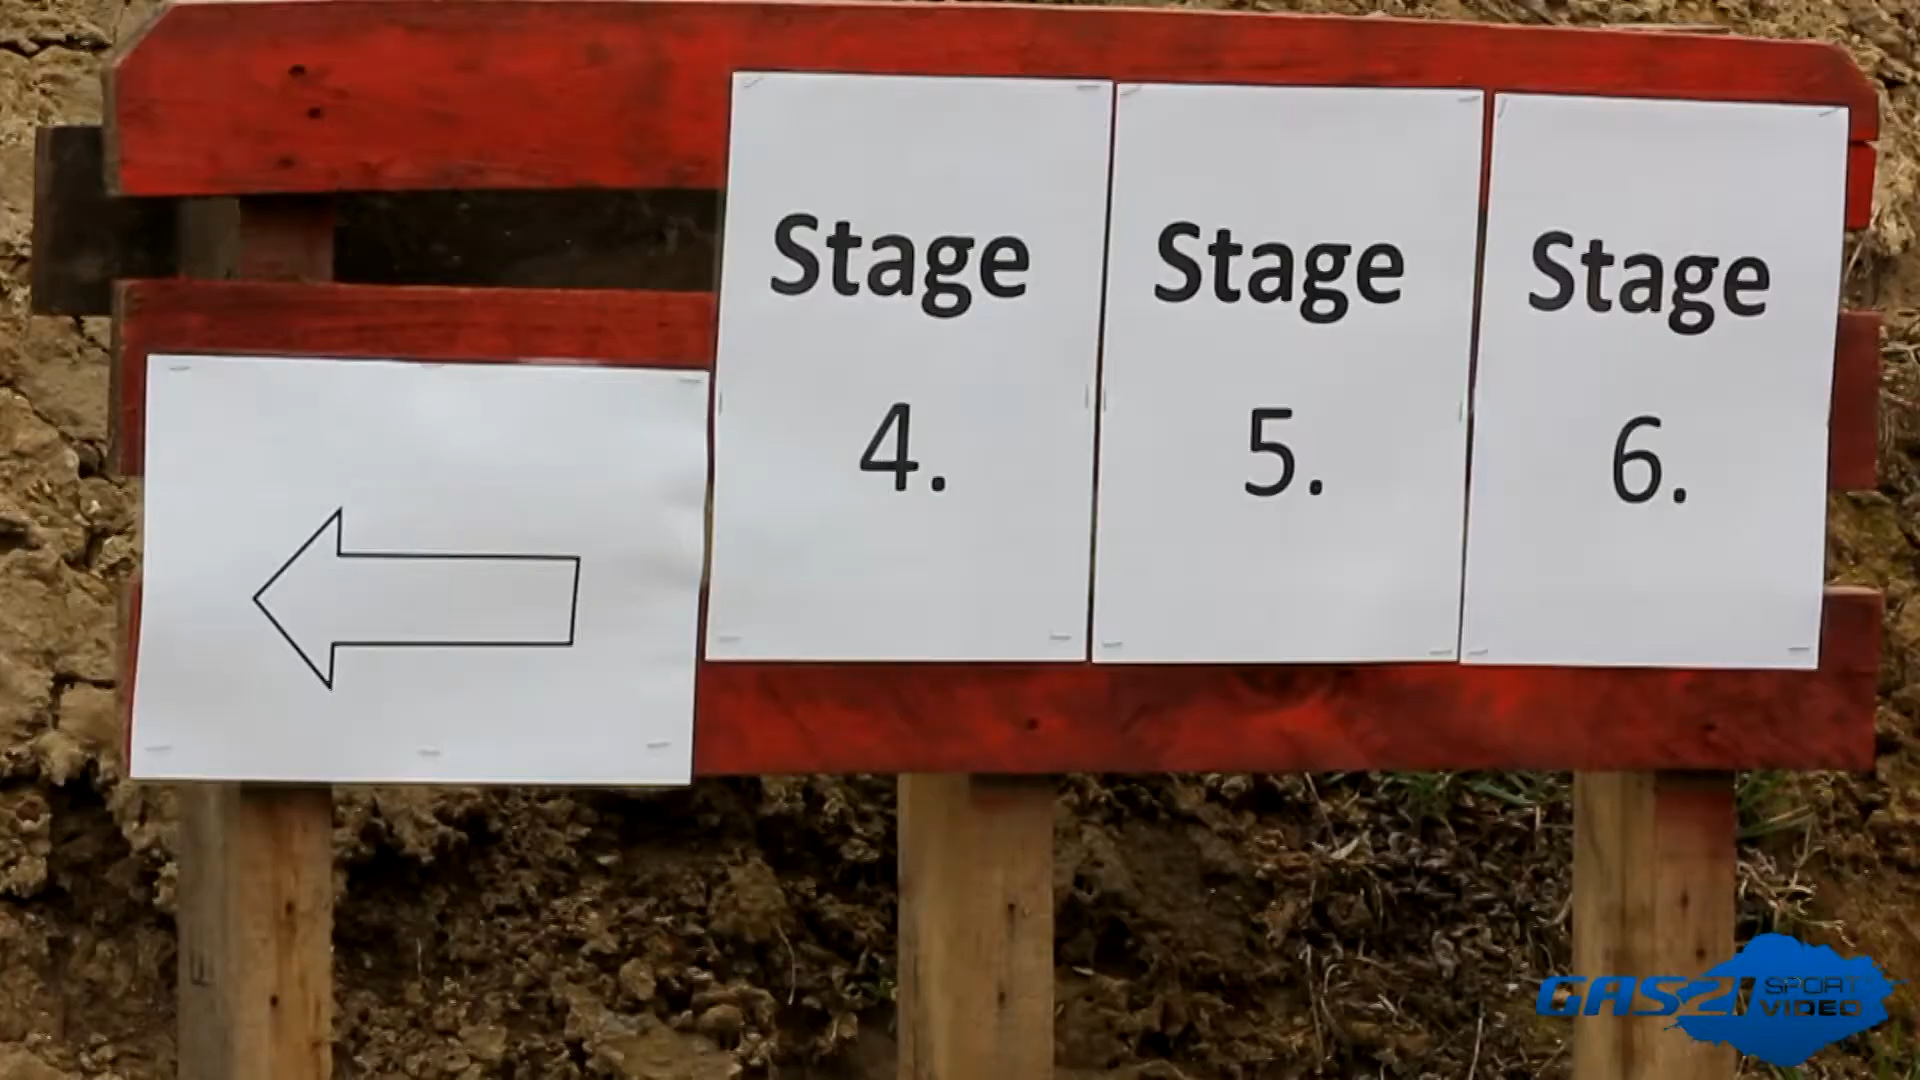 Stage
4.
Stage
5.
Stage
6.
GAS21 SPORT
VIDEO